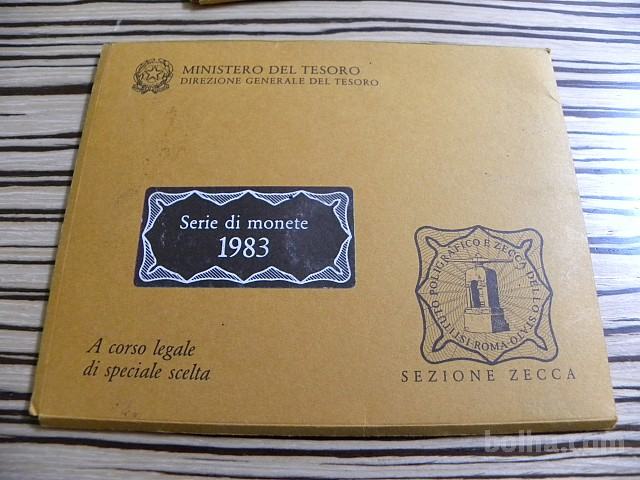 MINISTERO DEL TESORO
DIREZIONE GENERALE DEL TESORO
Serie di monete
1983
A corso legale
di speciale scelta
ISTITUTO POLIGRAFICO E ZECCA DELLO STATO · ROMA ·
SEZIONE ZECCA
bolha.com